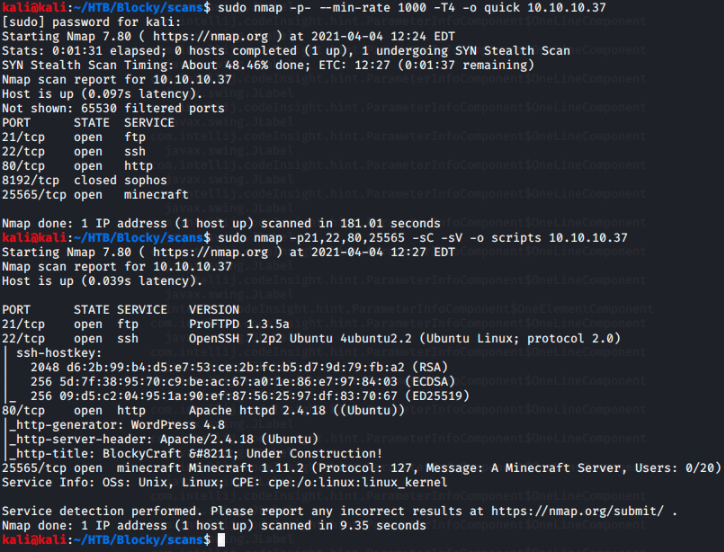 kali@kali:~/HTB/Blocky/scans$ sudo nmap -p- --min-rate 1000 -T4 -o quick 10.10.10.37
[sudo] password for kali:
Starting Nmap 7.80 ( https://nmap.org ) at 2021-04-04 12:24 EDT
Stats: 0:01:31 elapsed; 0 hosts completed (1 up), 1 undergoing SYN Stealth Scan
SYN Stealth Scan Timing: About 48.46% done; ETC: 12:27 (0:01:37 remaining)
Nmap scan report for 10.10.10.37
Host is up (0.097s latency).
Not shown: 65530 filtered ports
PORT      STATE  SERVICE
21/tcp    open   ftp
22/tcp    open   ssh
80/tcp    open   http
8192/tcp  closed sophos
25565/tcp open   minecraft

Nmap done: 1 IP address (1 host up) scanned in 181.01 seconds
kali@kali:~/HTB/Blocky/scans$ sudo nmap -p21,22,80,25565 -sC -sV -o scripts 10.10.10.37
Starting Nmap 7.80 ( https://nmap.org ) at 2021-04-04 12:27 EDT
Nmap scan report for 10.10.10.37
Host is up (0.039s latency).

PORT      STATE SERVICE   VERSION
21/tcp    open  ftp       ProFTPD 1.3.5a
22/tcp    open  ssh       OpenSSH 7.2p2 Ubuntu 4ubuntu2.2 (Ubuntu Linux; protocol 2.0)
| ssh-hostkey:
|   2048 d6:2b:99:b4:d5:e7:53:ce:2b:fc:b5:d7:9d:79:fb:a2 (RSA)
|   256 5d:7f:38:95:70:c9:be:ac:67:a0:1e:86:e7:97:84:03 (ECDSA)
|_  256 09:d5:c2:04:95:1a:90:ef:87:56:25:97:df:83:70:67 (ED25519)
80/tcp    open  http      Apache httpd 2.4.18 ((Ubuntu))
|_http-generator: WordPress 4.8
|_http-server-header: Apache/2.4.18 (Ubuntu)
|_http-title: BlockyCraft &#8211; Under Construction!
25565/tcp open  minecraft Minecraft 1.11.2 (Protocol: 127, Message: A Minecraft Server, Users: 0/20)
Service Info: OSs: Unix, Linux; CPE: cpe:/o:linux:linux_kernel

Service detection performed. Please report any incorrect results at https://nmap.org/submit/ .
Nmap done: 1 IP address (1 host up) scanned in 9.35 seconds
kali@kali:~/HTB/Blocky/scans$